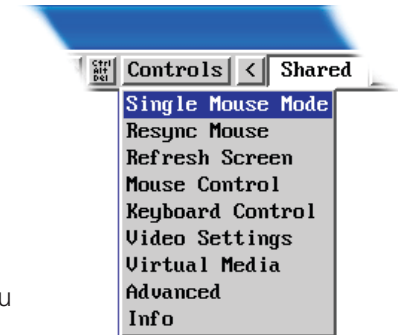 Ctrl Alt Del Controls < Shared
Single Mouse Mode
Resync Mouse
Refresh Screen
Mouse Control
Keyboard Control
Video Settings
Virtual Media
u Advanced
Info